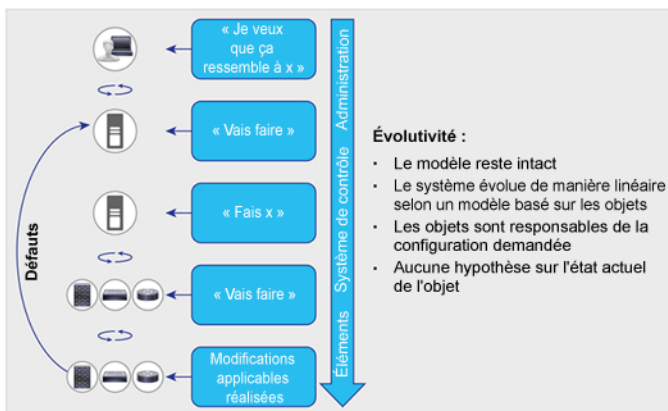 « Je veux
que ça
ressemble à x »
« Vais faire »
« Fais x »
« Vais faire »
Modifications
applicables
réalisées
Défauts
Administration
Système de contrôle
Éléments
Évolutivité :
· Le modèle reste intact
· Le système évolue de manière linéaire
selon un modèle basé sur les objets
· Les objets sont responsables de la
configuration demandée
· Aucune hypothèse sur l'état actuel
de l'objet